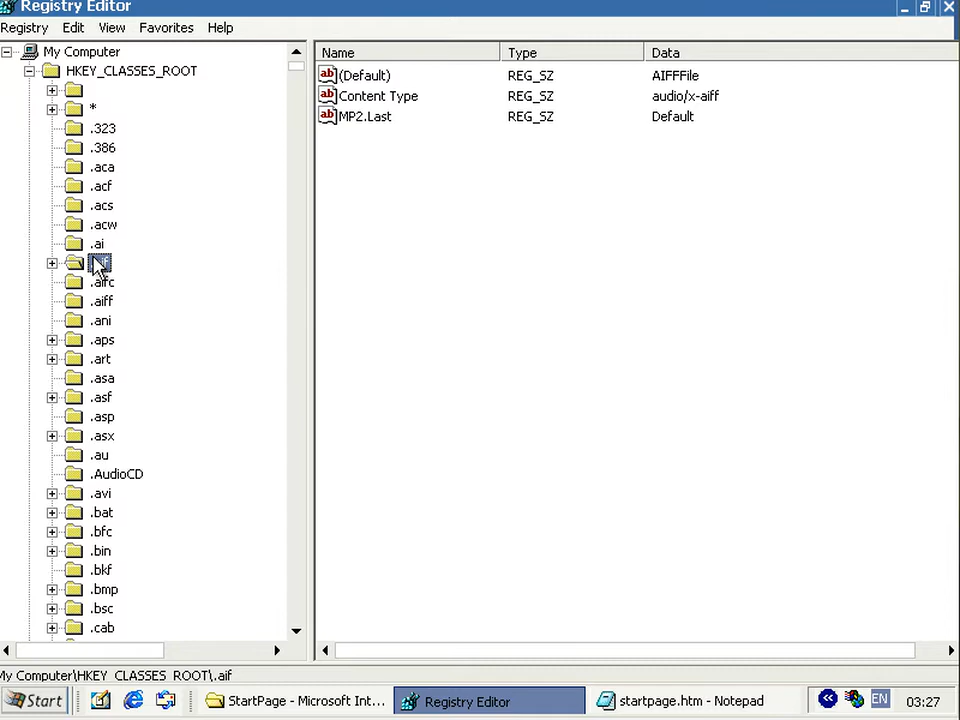 Registry Editor
Registry Edit View Favorites Help
My Computer
HKEY_CLASSES_ROOT
*
.323
.386
.aca
.acf
.acs
.acw
.ai
.aifc
.aiff
.ani
.aps
.art
.asa
.asf
.asp
.asx
.au
.AudioCD
.avi
.bat
.bfc
.bin
.bkf
.bmp
.bsc
.cab
Name Type Data
(Default) REG_SZ AIFFFile
Content Type REG_SZ audio/x-aiff
MP2.Last REG_SZ Default
My Computer\HKEY_CLASSES_ROOT\.aif
Start StartPage - Microsoft Int... Registry Editor startpage.htm - Notepad EN 03:27